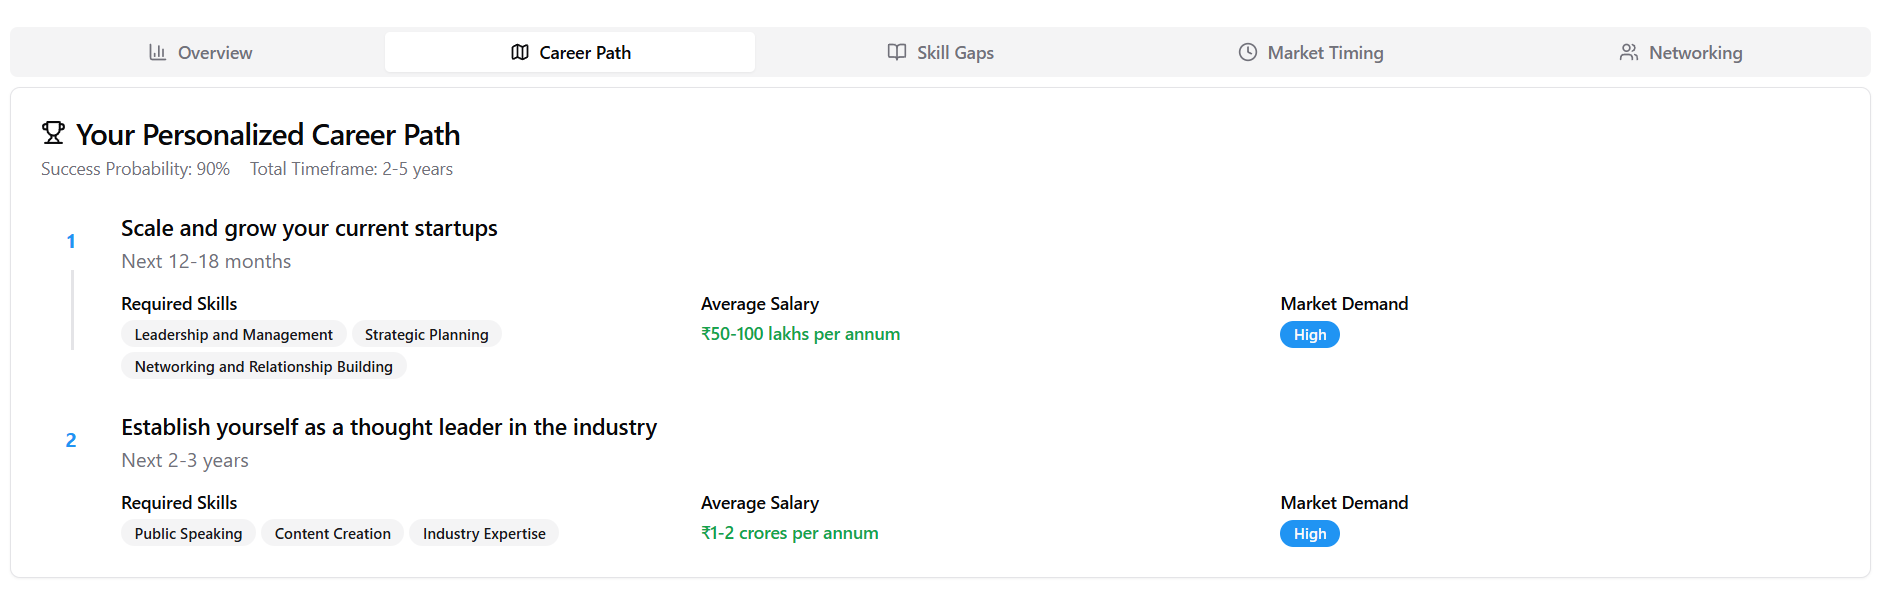 Overview
Career Path
Skill Gaps
Market Timing
Networking
Your Personalized Career Path
Success Probability: 90% Total Timeframe: 2-5 years
1
Scale and grow your current startups
Next 12-18 months
Required Skills
Leadership and Management Strategic Planning
Networking and Relationship Building
Average Salary
₹50-100 lakhs per annum
Market Demand
High
2
Establish yourself as a thought leader in the industry
Next 2-3 years
Required Skills
Public Speaking Content Creation Industry Expertise
Average Salary
₹1-2 crores per annum
Market Demand
High